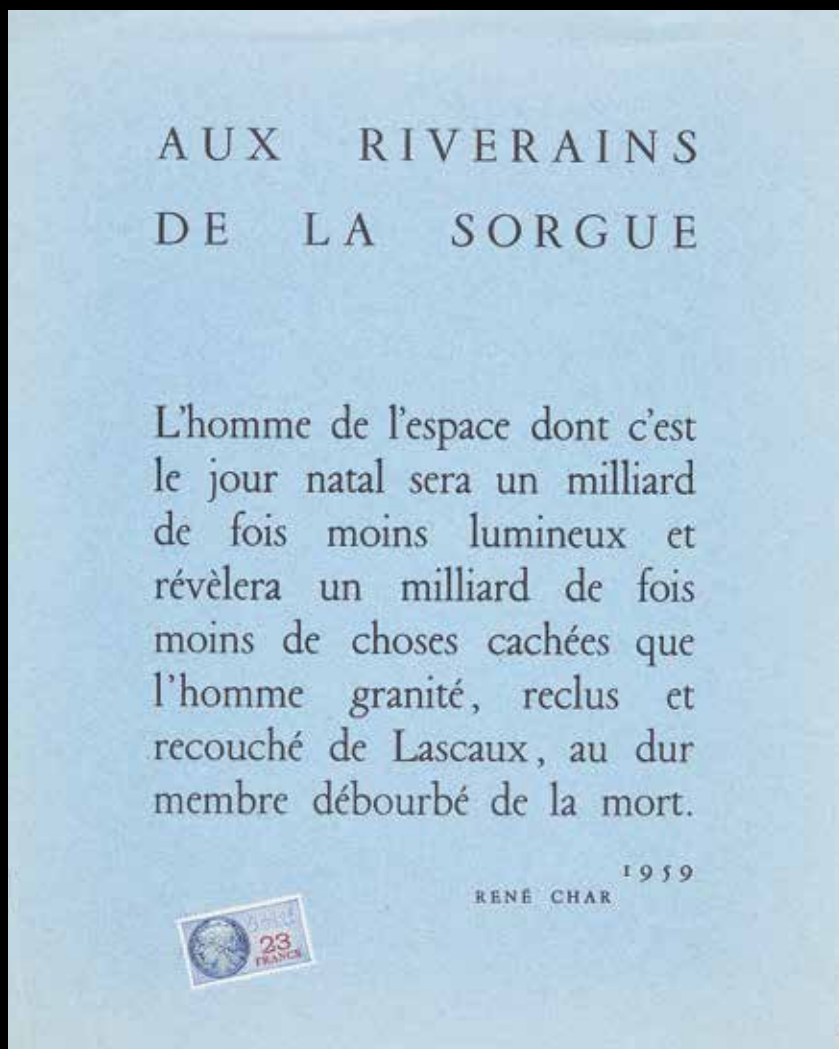 AUX RIVERAINS
DE LA SORGUE
L'homme de l'espace dont c'est
le jour natal sera un milliard
de fois moins lumineux et
révèlera un milliard de fois
moins de choses cachées que
l'homme granité, reclus et
recouché de Lascaux, au dur
membre débourbé de la mort.
1959
RENÉ CHAR
23
FRANCS